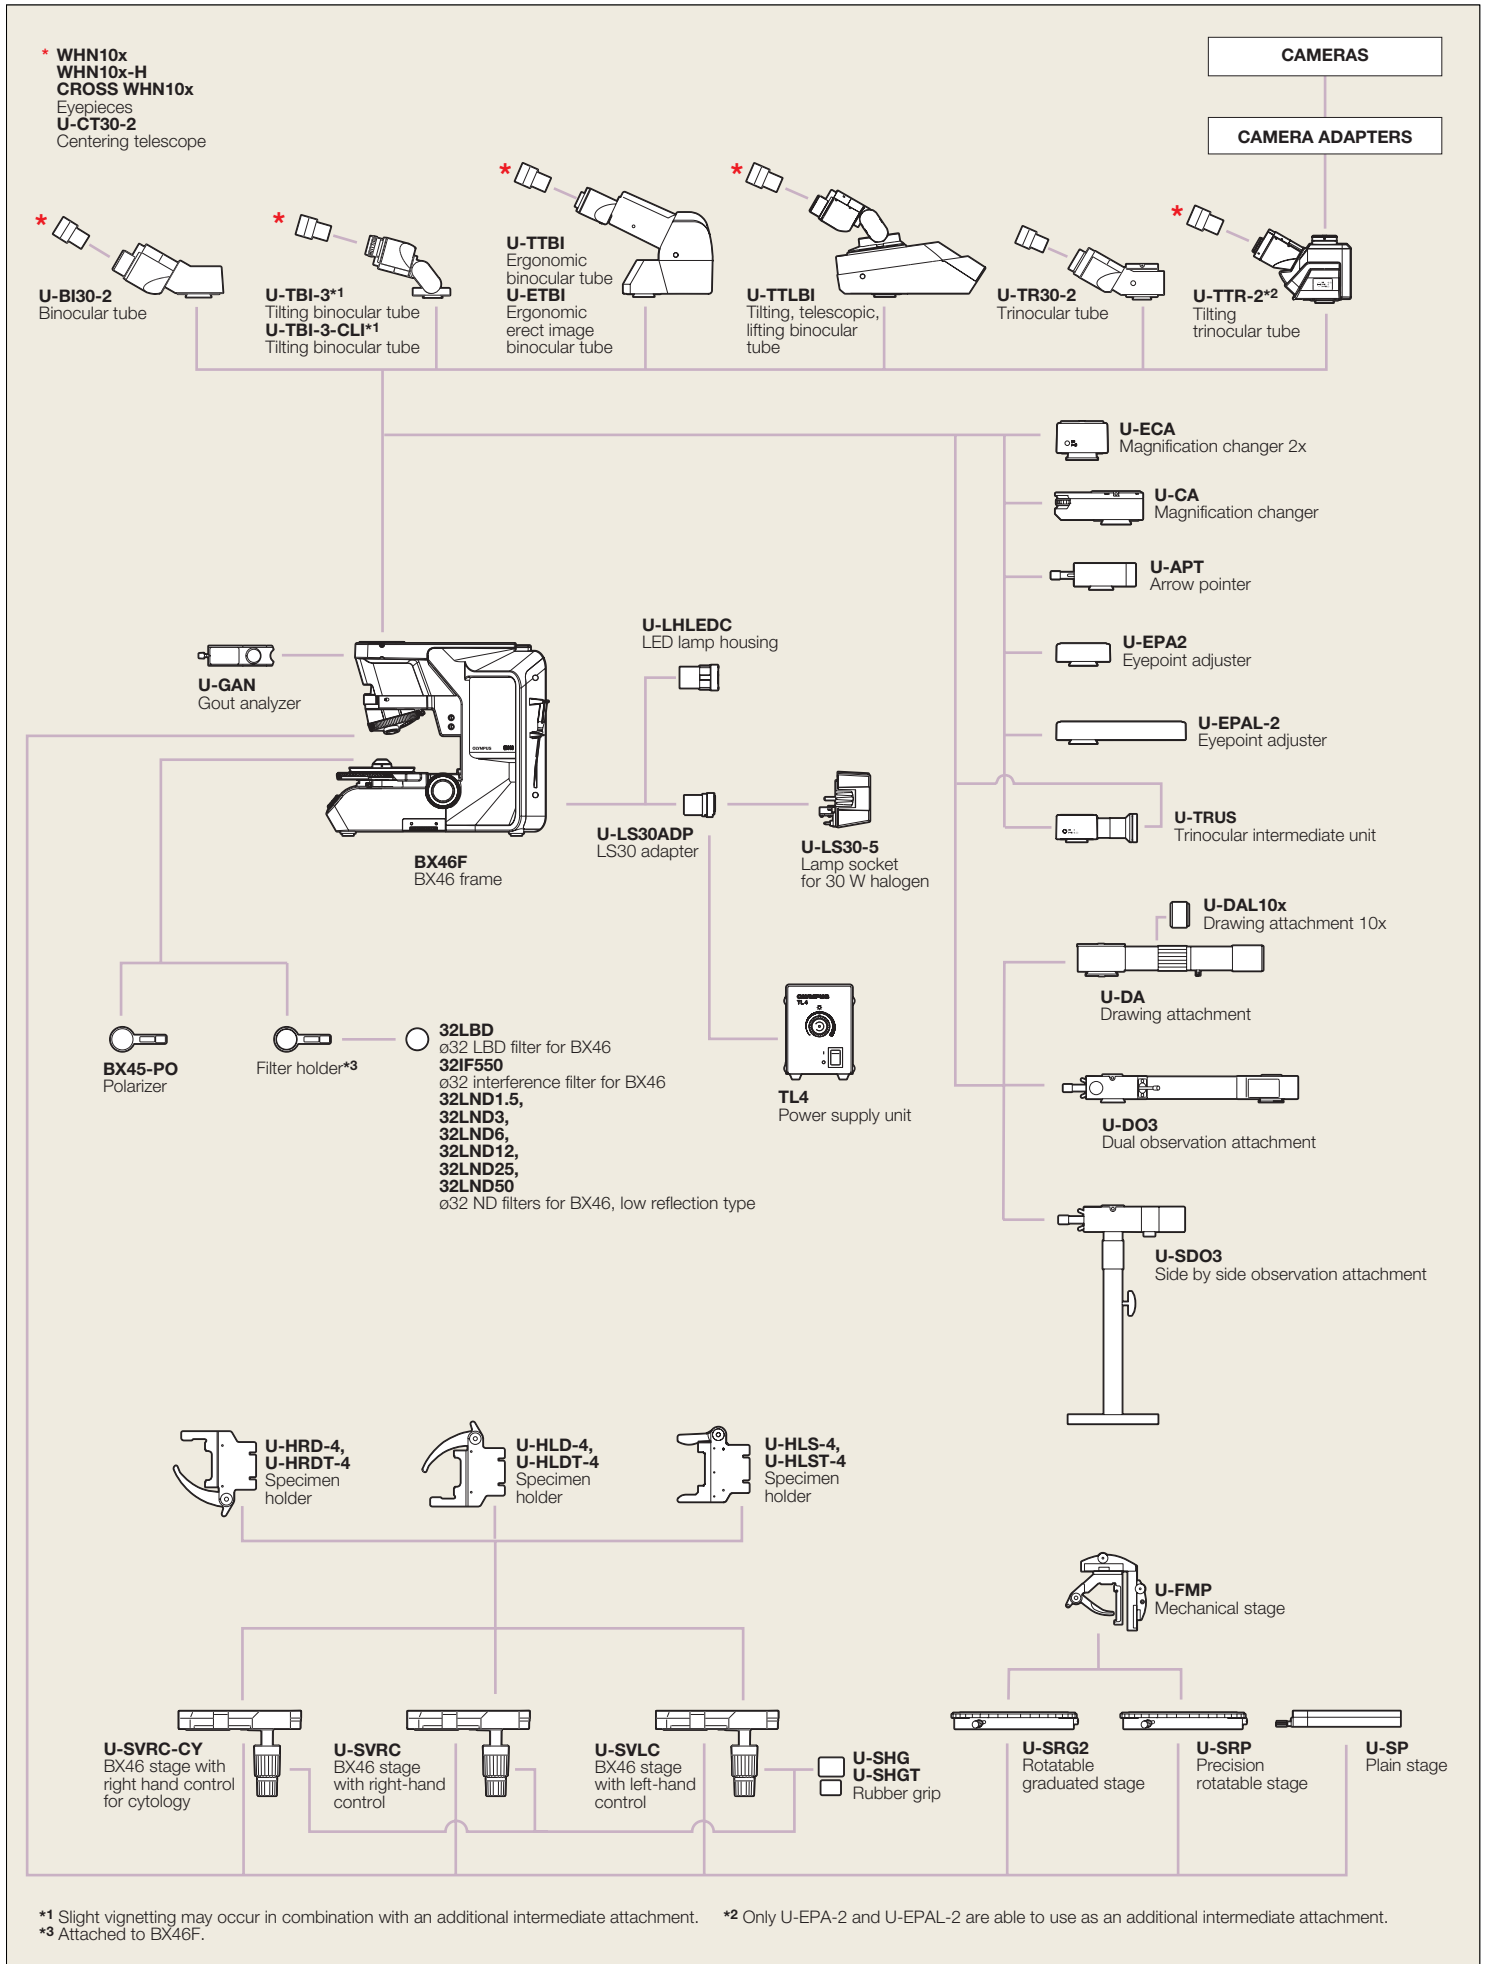 * WHN10x
WHN10x-H
CROSS WHN10x
Eyepieces
U-CT30-2
Centering telescope
CAMERAS
CAMERA ADAPTERS
*
*
*
*
*
U-BI30-2
Binocular tube
U-TBI-3*1
Tilting binocular tube
U-TBI-3-CLI*1
Tilting binocular tube
U-TTBI
Ergonomic
binocular tube
U-ETBI
Ergonomic
erect image
binocular tube
U-TTLBI
Tilting, telescopic,
lifting binocular
tube
U-TR30-2
Trinocular tube
U-TTR-2*2
Tilting
trinocular tube
U-ECA
Magnification changer 2x
U-CA
Magnification changer
U-APT
Arrow pointer
U-EPA2
Eyepoint adjuster
U-EPAL-2
Eyepoint adjuster
U-TRUS
Trinocular intermediate unit
U-GAN
Gout analyzer
U-LHLEDC
LED lamp housing
OLYMPUS
BX46F
BX46 frame
U-LS30ADP
LS30 adapter
U-LS30-5
Lamp socket
for 30 W halogen
U-DAL10x
Drawing attachment 10x
U-DA
Drawing attachment
BX45-PO
Polarizer
Filter holder*3
32LBD
ø32 LBD filter for BX46
32IF550
ø32 interference filter for BX46
32LND1.5,
32LND3,
32LND6,
32LND12,
32LND25,
32LND50
ø32 ND filters for BX46, low reflection type
OLYMPUS
TL4
TL4
Power supply unit
U-DO3
Dual observation attachment
U-SDO3
Side by side observation attachment
U-HRD-4,
U-HRDT-4
Specimen
holder
U-HLD-4,
U-HLDT-4
Specimen
holder
U-HLS-4,
U-HLST-4
Specimen
holder
U-FMP
Mechanical stage
U-SVRC-CY
BX46 stage with
right hand control
for cytology
U-SVRC
BX46 stage
with right-hand
control
U-SVLC
BX46 stage
with left-hand
control
U-SHG
U-SHGT
Rubber grip
U-SRG2
Rotatable
graduated stage
U-SRP
Precision
rotatable stage
U-SP
Plain stage
*1 Slight vignetting may occur in combination with an additional intermediate attachment. *2 Only U-EPA-2 and U-EPAL-2 are able to use as an additional intermediate attachment.
*3 Attached to BX46F.